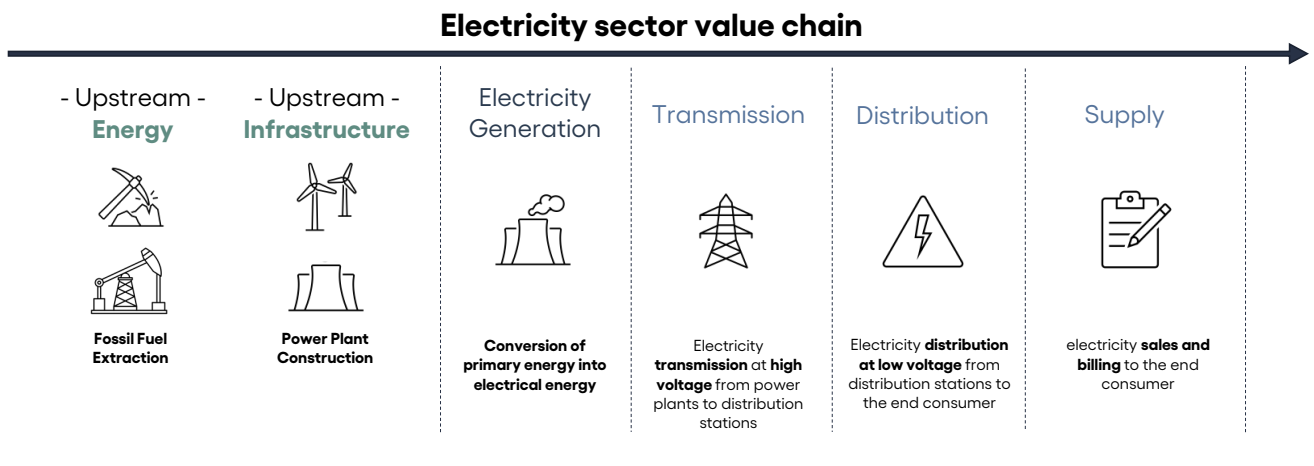 Electricity sector value chain
- Upstream -
Energy
Fossil Fuel
Extraction
- Upstream -
Infrastructure
Power Plant
Construction
Electricity
Generation
Conversion of
primary energy into
electrical energy
Transmission
Electricity
transmission at high
voltage from power
plants to distribution
stations
Distribution
Electricity distribution
at low voltage from
distribution stations to
the end consumer
Supply
electricity sales and
billing to the end
consumer